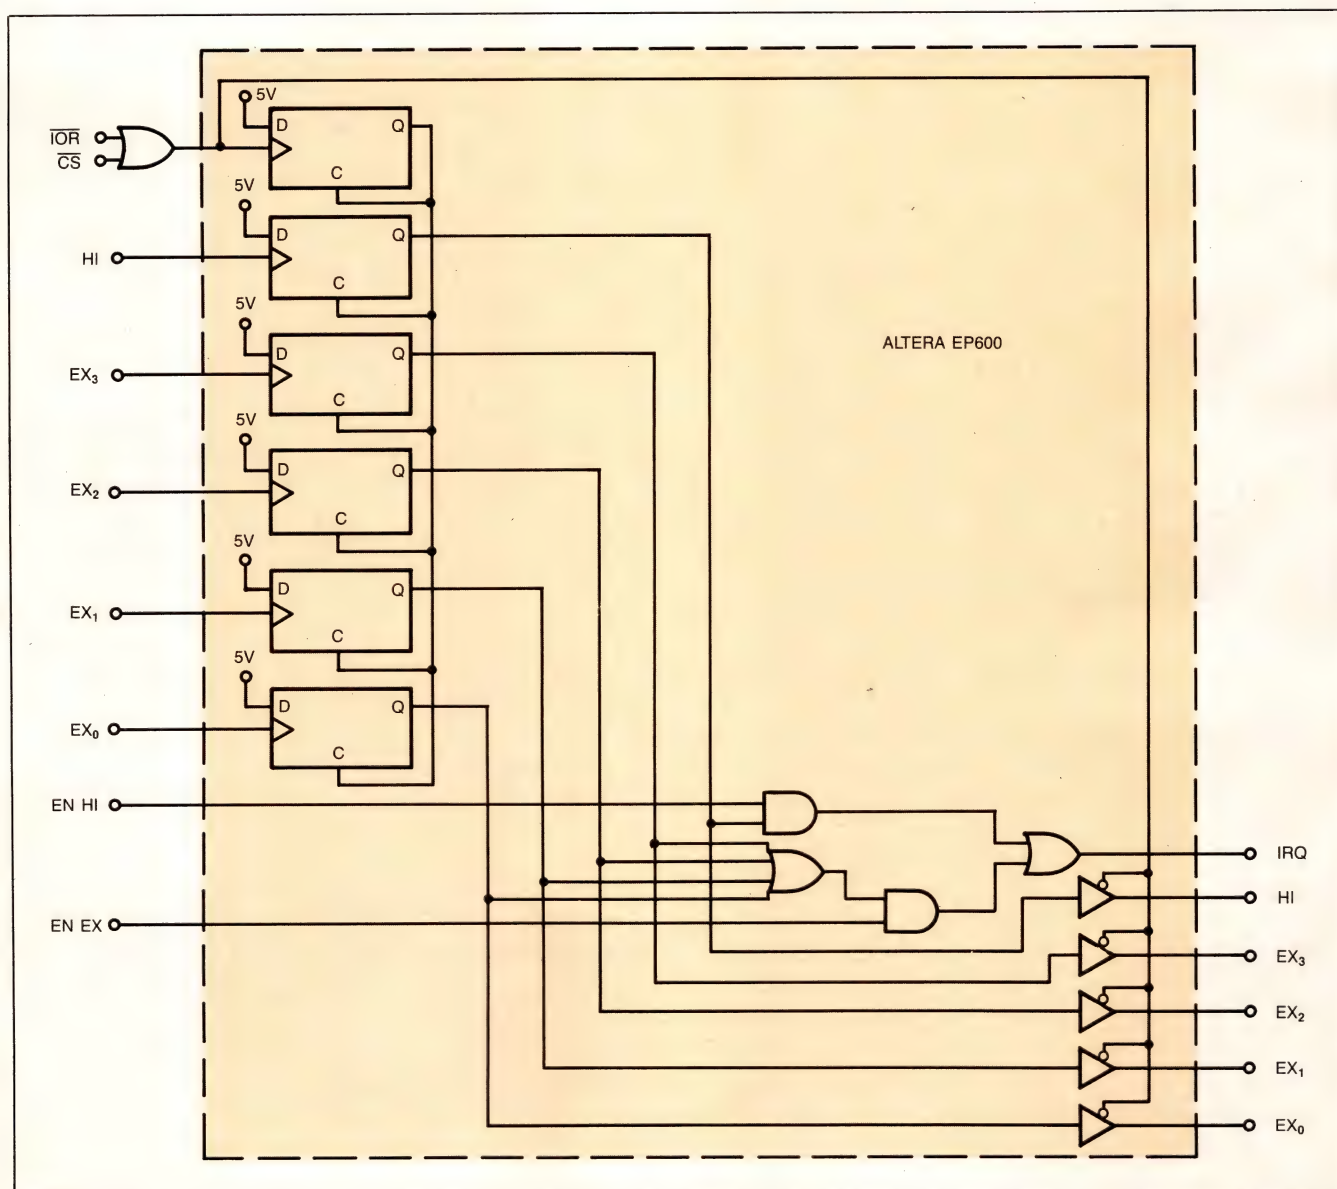 5V
D Q
IOR
CS
C
5V
D Q
HI
C
5V
D Q
EX₃
C
ALTERA EP600
5V
D Q
EX₂
C
5V
D Q
EX₁
C
5V
D Q
EX₀
C
EN HI
IRQ
HI
EN EX
EX₃
EX₂
EX₁
EX₀